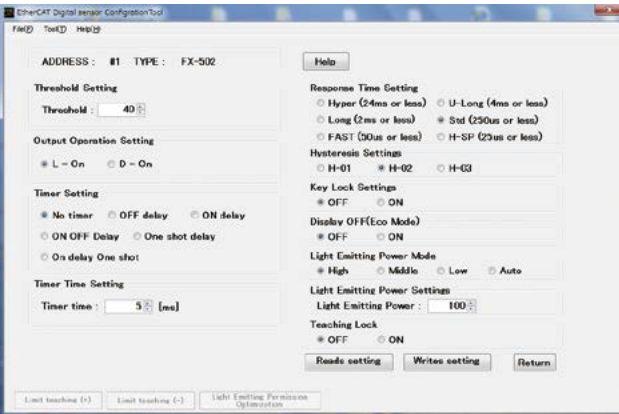 EtherCAT Digital sensor ConfigrationTool
File(F) Tool(T) Help(H)
ADDRESS : #1 TYPE : FX-502
Threshold Setting
Threshold : 40
Output Operation Setting
L - On D - On
Timer Setting
No timer OFF delay ON delay
ON OFF Delay One shot delay
On delay One shot
Timer Time Setting
Timer time : 5 [ms]
Help
Response Time Setting
Hyper (24ms or less) U-Long (4ms or less)
Long (2ms or less) Std (250us or less)
FAST (50us or less) H-SP (25us or less)
Hysteresis Settings
H-01 H-02 H-03
Key Lock Settings
OFF ON
Display OFF(Eco Mode)
OFF ON
Light Emitting Power Mode
High Middle Low Auto
Light Emitting Power Settings
Light Emitting Power : 100
Teaching Lock
OFF ON
Reads setting Writes setting Return
Limit teaching (+) Limit teaching (-) Light Emitting Permission
Optimization